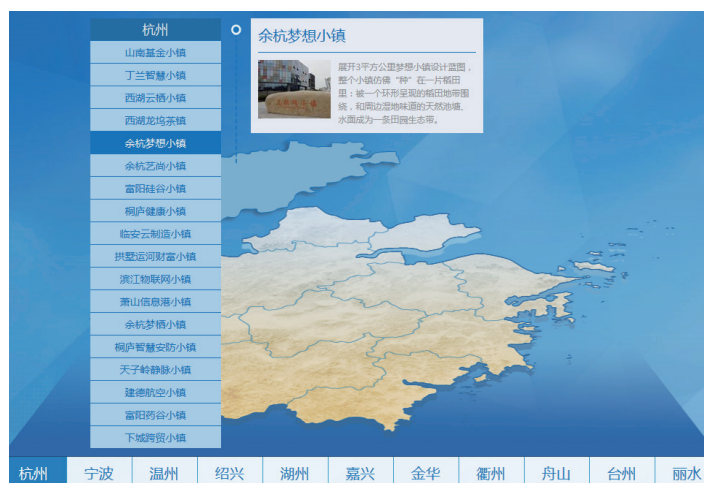 杭州
山南基金小镇
丁兰智慧小镇
西湖云栖小镇
西湖龙坞茶镇
余杭梦想小镇
余杭艺尚小镇
富阳硅谷小镇
桐庐健康小镇
临安云制造小镇
拱墅运河财富小镇
滨江物联网小镇
萧山信息港小镇
余杭梦栖小镇
桐庐智慧安防小镇
天子岭静脉小镇
建德航空小镇
富阳药谷小镇
下城跨贸小镇
余杭梦想小镇
展开3平方公里梦想小镇设计蓝图，
整个小镇仿佛“种”在一片稻田
里：被一个环形呈现的稻田地带围
绕，和周边湿地味道的天然池塘、
水面成为一条田园生态带。
杭州 宁波 温州 绍兴 湖州 嘉兴 金华 衢州 舟山 台州 丽水